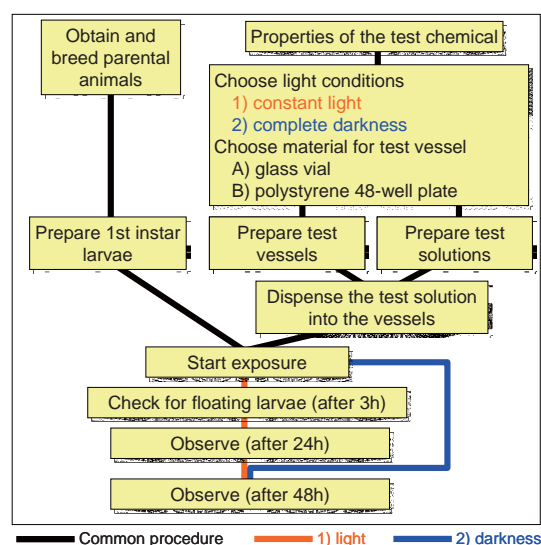 Obtain and
breed parental
animals
Properties of the test chemical
Choose light conditions
1) constant light
2) complete darkness
Choose material for test vessel
A) glass vial
B) polystyrene 48-well plate
Prepare 1st instar
larvae
Prepare test
vessels
Prepare test
solutions
Dispense the test solution
into the vessels
Start exposure
Check for floating larvae (after 3h)
Observe (after 24h)
Observe (after 48h)
Common procedure
1) light
2) darkness